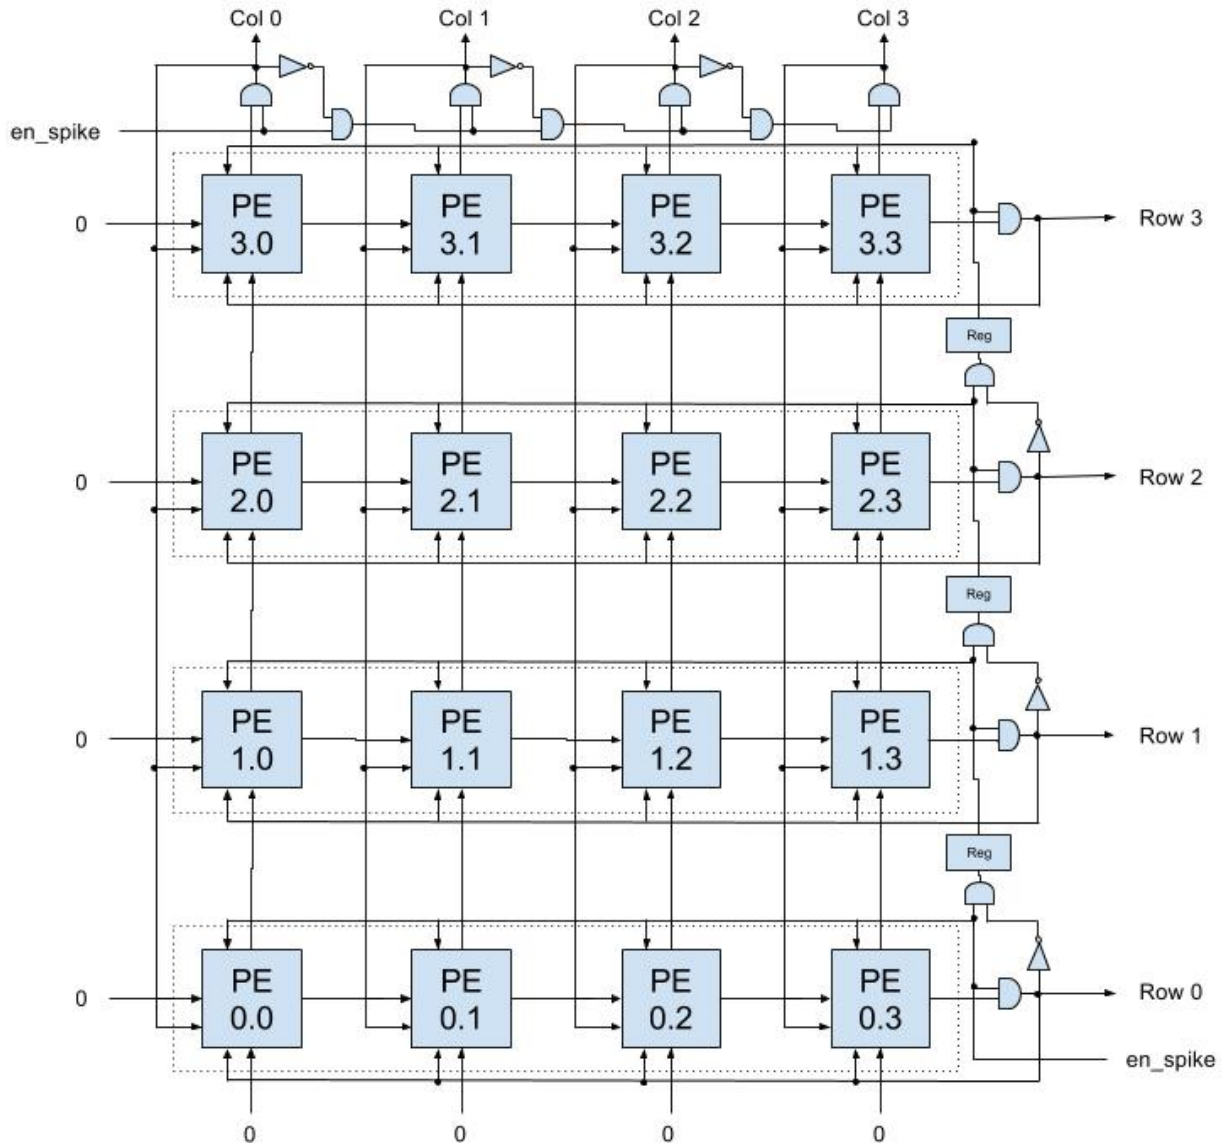 Col 0
Col 1
Col 2
Col 3
en_spike
0
PE
3.0
PE
3.1
PE
3.2
PE
3.3
Row 3
Reg
0
PE
2.0
PE
2.1
PE
2.2
PE
2.3
Row 2
Reg
0
PE
1.0
PE
1.1
PE
1.2
PE
1.3
Row 1
Reg
0
PE
0.0
PE
0.1
PE
0.2
PE
0.3
Row 0
en_spike
0
0
0
0